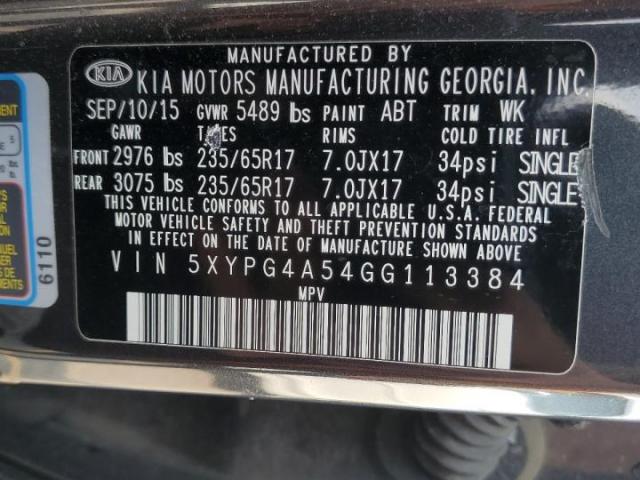 MANUFACTURED BY
KIA KIA MOTORS MANUFACTURING GEORGIA, INC.
SEP/10/15 GVWR 5489 lbs PAINT ABT TRIM WK
GAWR RIMS COLD TIRE INFL
FRONT 2976 lbs 235/65R17 7.0JX17 34psi SINGLE
REAR 3075 lbs 235/65R17 7.0JX17 34psi SINGLE
THIS VEHICLE CONFORMS TO ALL APPLICABLE U.S.A. FEDERAL
MOTOR VEHICLE SAFETY AND THEFT PREVENTION STANDARDS
IN EFFECT ON THE DATE OF MANUFACTURE SHOWN ABOVE
VIN 5XYPG4A54GG113384
MPV
6110